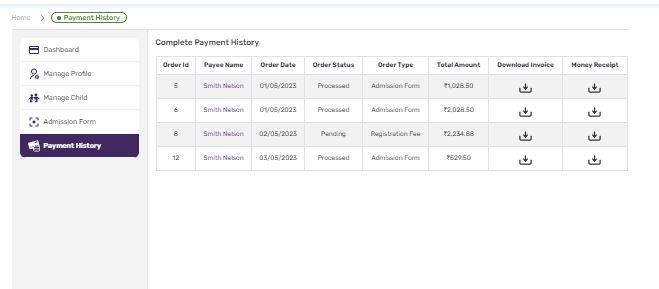 Home > Payment History
Dashboard
Manage Profile
Manage Child
Admission Form
Payment History
Complete Payment History
Order Id Payee Name Order Date Order Status Order Type Total Amount Download Invoice Money Receipt
5 Smith Nelson 01/05/2023 Processed Admission Form ₹1,028.50
6 Smith Nelson 01/05/2023 Processed Admission Form ₹2,028.50
8 Smith Nelson 02/05/2023 Pending Registration Fee ₹2,234.88
12 Smith Nelson 03/05/2023 Processed Admission Form ₹529.50